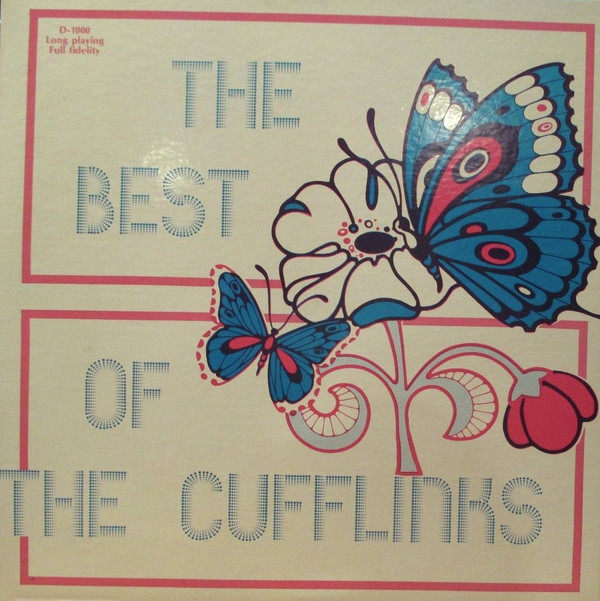 D-1000
Long playing
Full fidelity
THE
BEST
OF
THE CUFFLINKS